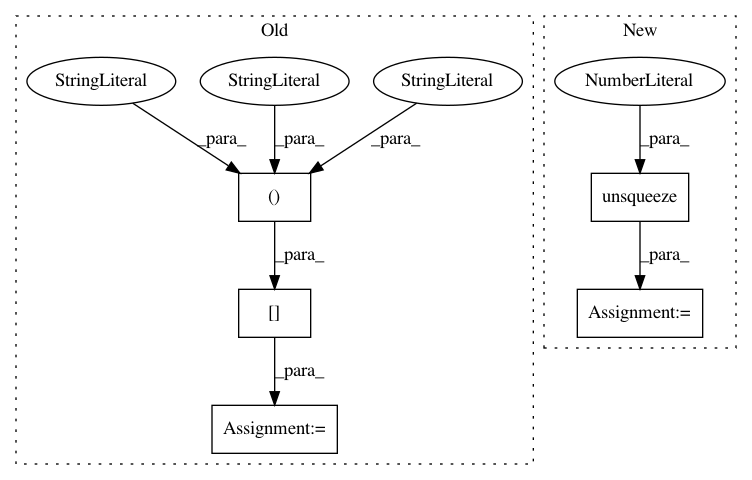 Old
New
StringLiteral
StringLiteral
StringLiteral
NumberLiteral
_para_
_para_
_para_
_para_
()
unsqueeze
_para_
_para_
[]
Assignment:=
_para_
Assignment:=